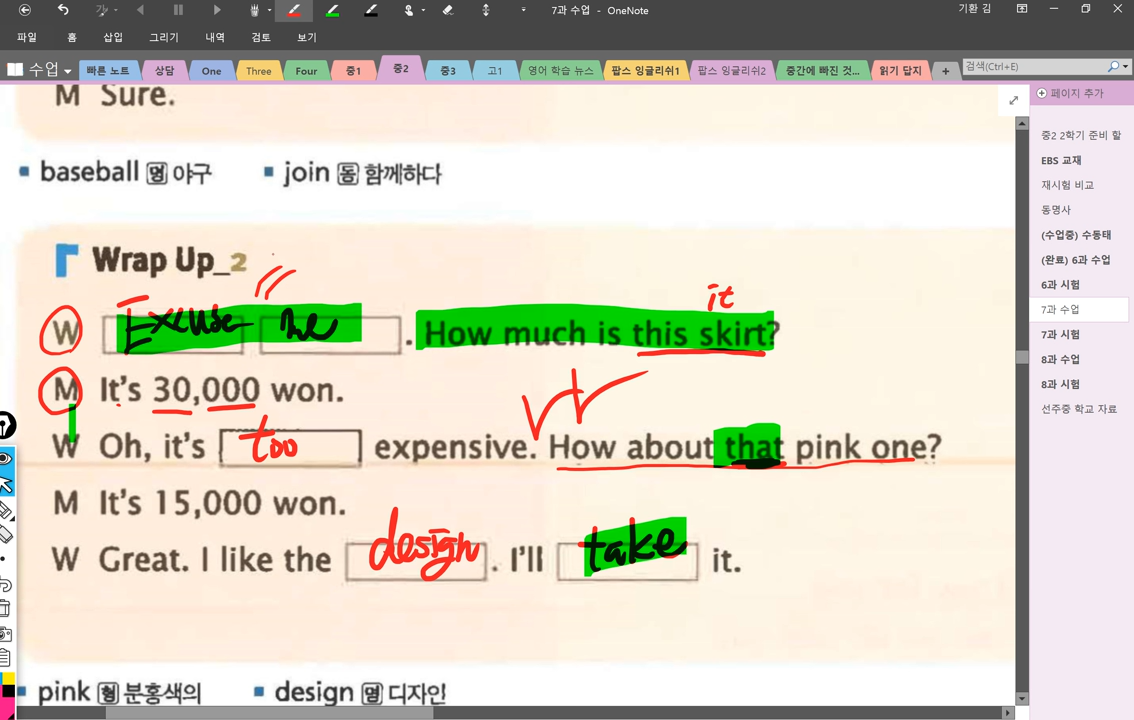 7과 수업 - OneNote
기환 김
파일 홈 삽입 그리기 내역 검토 보기
수업 빠른 노트 상담 One Three Four 중1 중2 중3 고1 영어 학습 뉴스 팝스 잉글리쉬1 팝스 잉글리쉬2 중간에 빠진 것... 읽기 답지 + 검색(Ctrl+E)
페이지 추가
중2 2학기 준비 할
EBS 교재
재시험 비교
동명사
(수업중) 수동태
(완료) 6과 수업
6과 시험
7과 수업
7과 시험
8과 수업
8과 시험
선주중 학교 자료
M Sure.
baseball 명 야구 join 동 함께하다
Wrap Up_2
it
W Excuse me. How much is this skirt?
M It's 30,000 won.
W Oh, it's too expensive. How about that pink one?
M It's 15,000 won.
W Great. I like the design. I'll take it.
pink 형 분홍색의 design 명 디자인